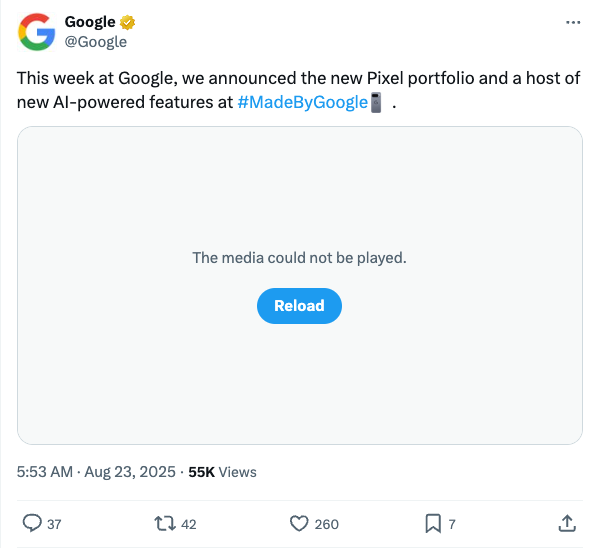 Google
@Google
This week at Google, we announced the new Pixel portfolio and a host of
new AI-powered features at #MadeByGoogle .
The media could not be played.
Reload
5:53 AM · Aug 23, 2025 · 55K Views
37 42 260 7